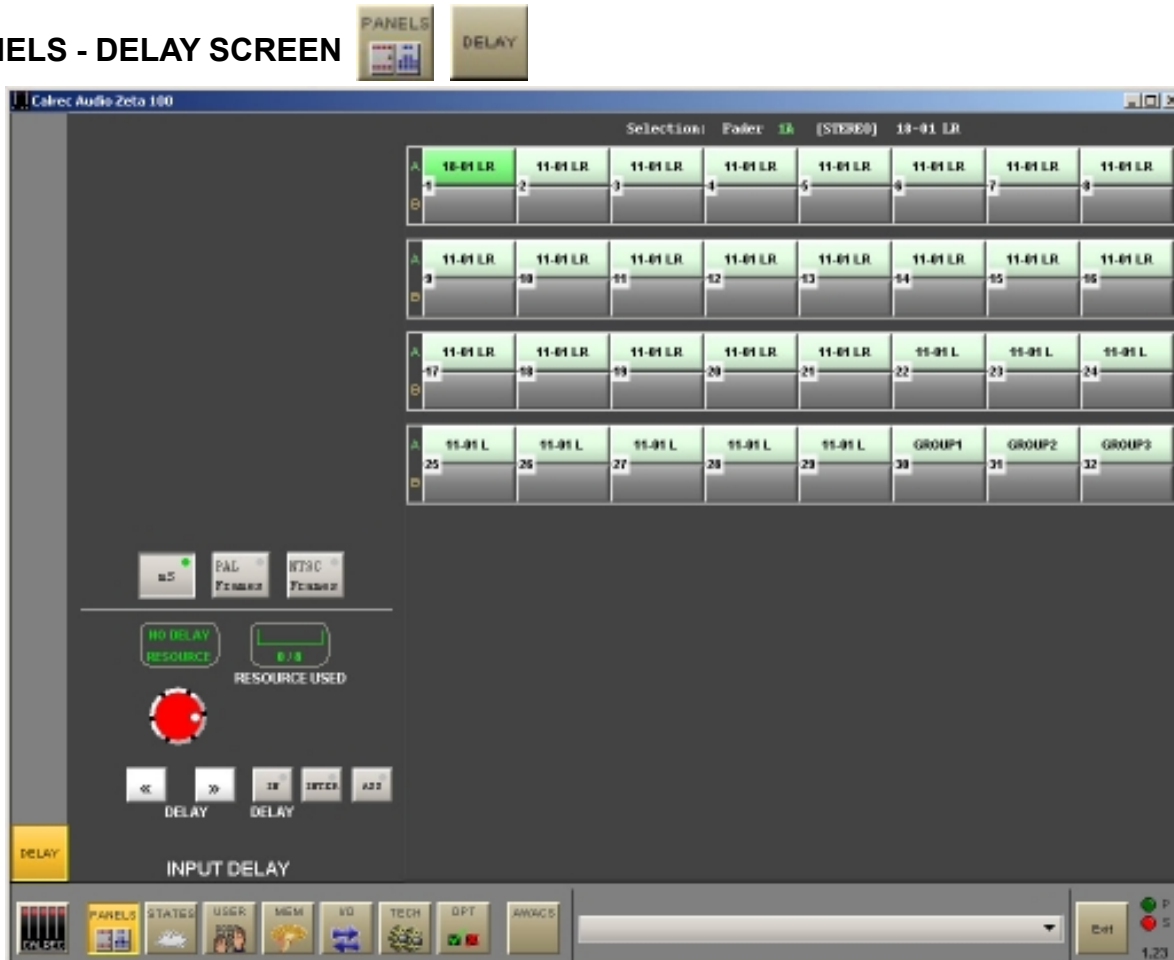 NELS - DELAY SCREEN
PANELS
DELAY
Calrec Audio Zeta 100
Selection: Fader 1A [STEREO] 18-01 LR
A 18-01 LR 11-01 LR 11-01 LR 11-01 LR 11-01 LR 11-01 LR 11-01 LR 11-01 LR
1 2 3 4 5 6 7 8
B
A 11-01 LR 11-01 LR 11-01 LR 11-01 LR 11-01 LR 11-01 LR 11-01 LR 11-01 LR
9 10 11 12 13 14 15 16
B
A 11-01 LR 11-01 LR 11-01 LR 11-01 LR 11-01 LR 11-01 L 11-01 L 11-01 L
17 18 19 20 21 22 23 24
B
A 11-01 L 11-01 L 11-01 L 11-01 L 11-01 L GROUP1 GROUP2 GROUP3
25 26 27 28 29 30 31 32
B
mS PAL Frames NTSC Frames
NO DELAY RESOURCE
0/8
RESOURCE USED
« » IN INTER ADD
DELAY DELAY
DELAY
INPUT DELAY
CALREC PANELS STATES USER MEM I/O TECH OPT AWACS Exit P
S
1.23